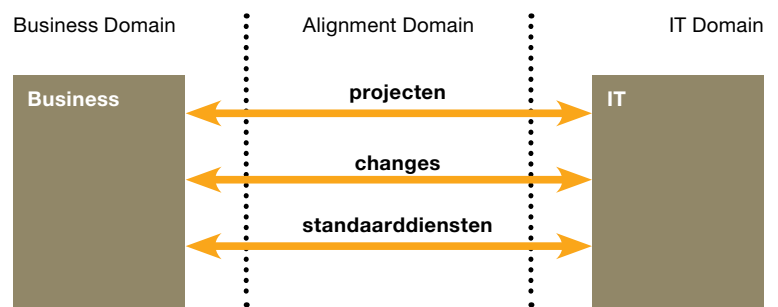 Business Domain
Alignment Domain
IT Domain
Business
projecten
IT
changes
standaarddiensten